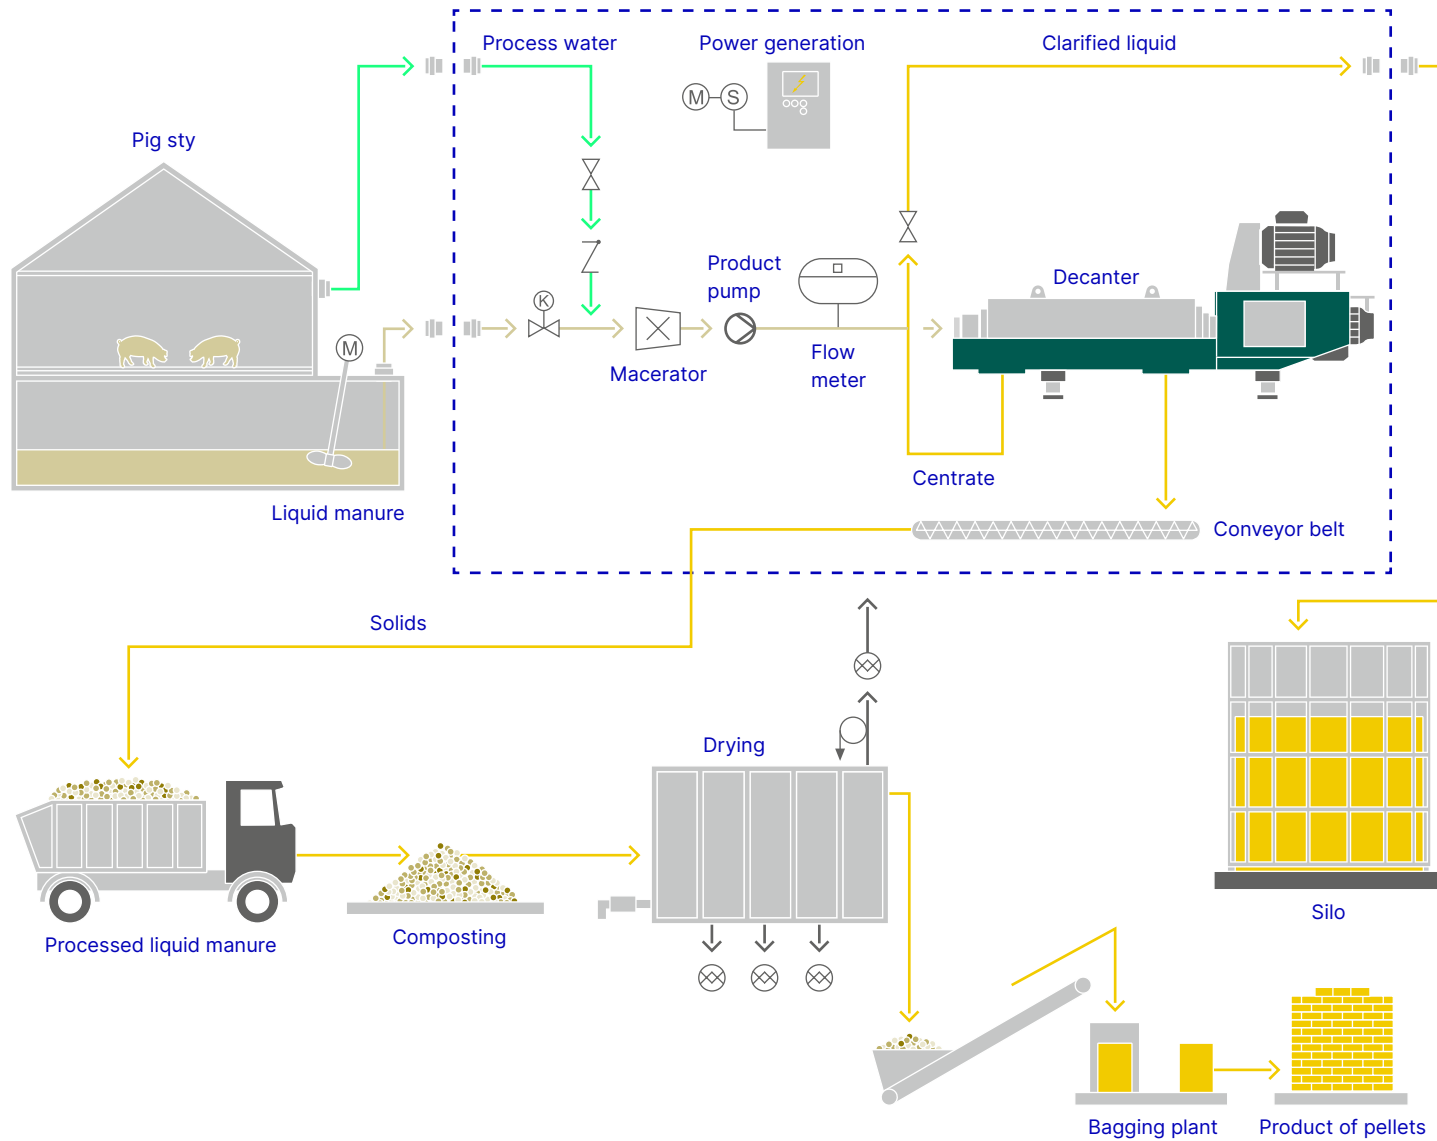 Process water
Power generation
Clarified liquid
M
S
Pig sty
Product
pump
Decanter
K
M
Flow
meter
Macerator
Centrate
Liquid manure
Conveyor belt
Solids
Drying
Silo
Processed liquid manure
Composting
Bagging plant
Product of pellets